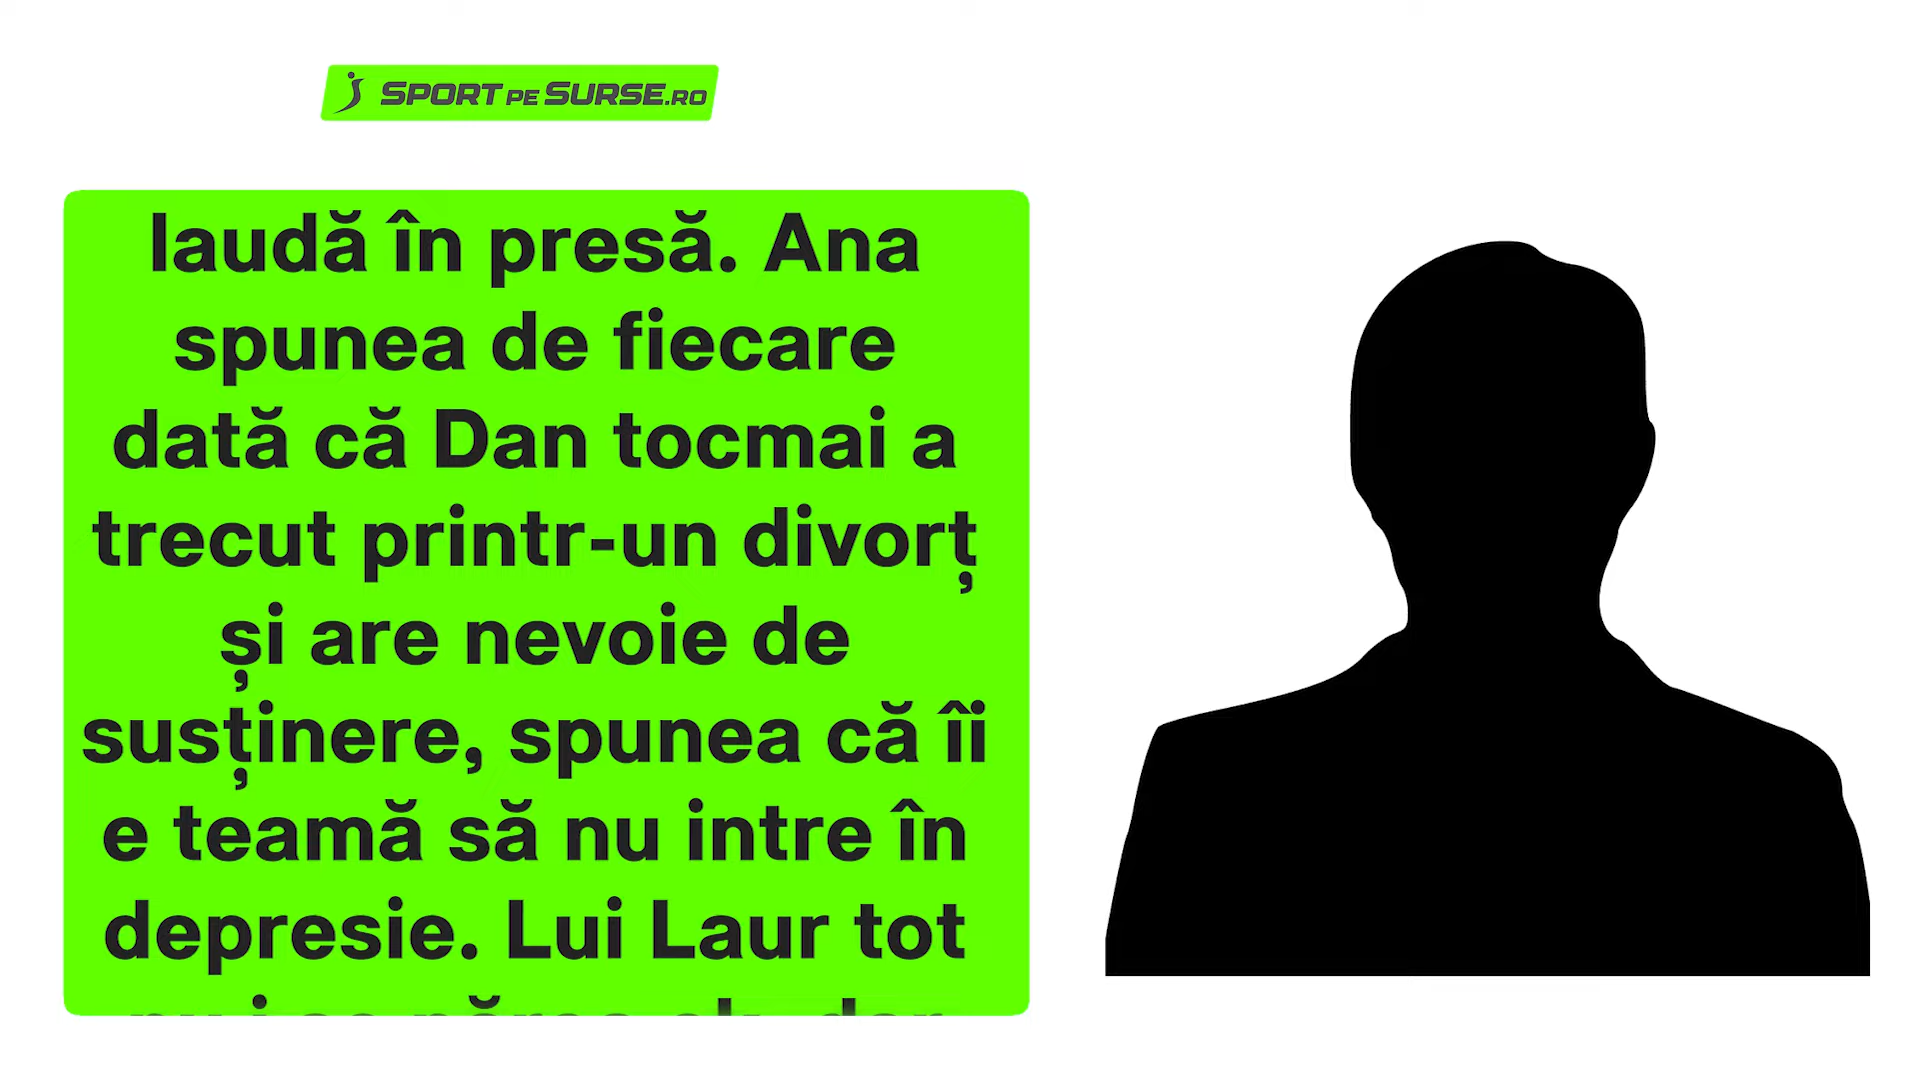 SPORT PE SURSE.RO
laudă în presă. Ana
spunea de fiecare
dată că Dan tocmai a
trecut printr-un divorț
și are nevoie de
susținere, spunea că îi
e teamă să nu intre în
depresie. Lui Laur tot